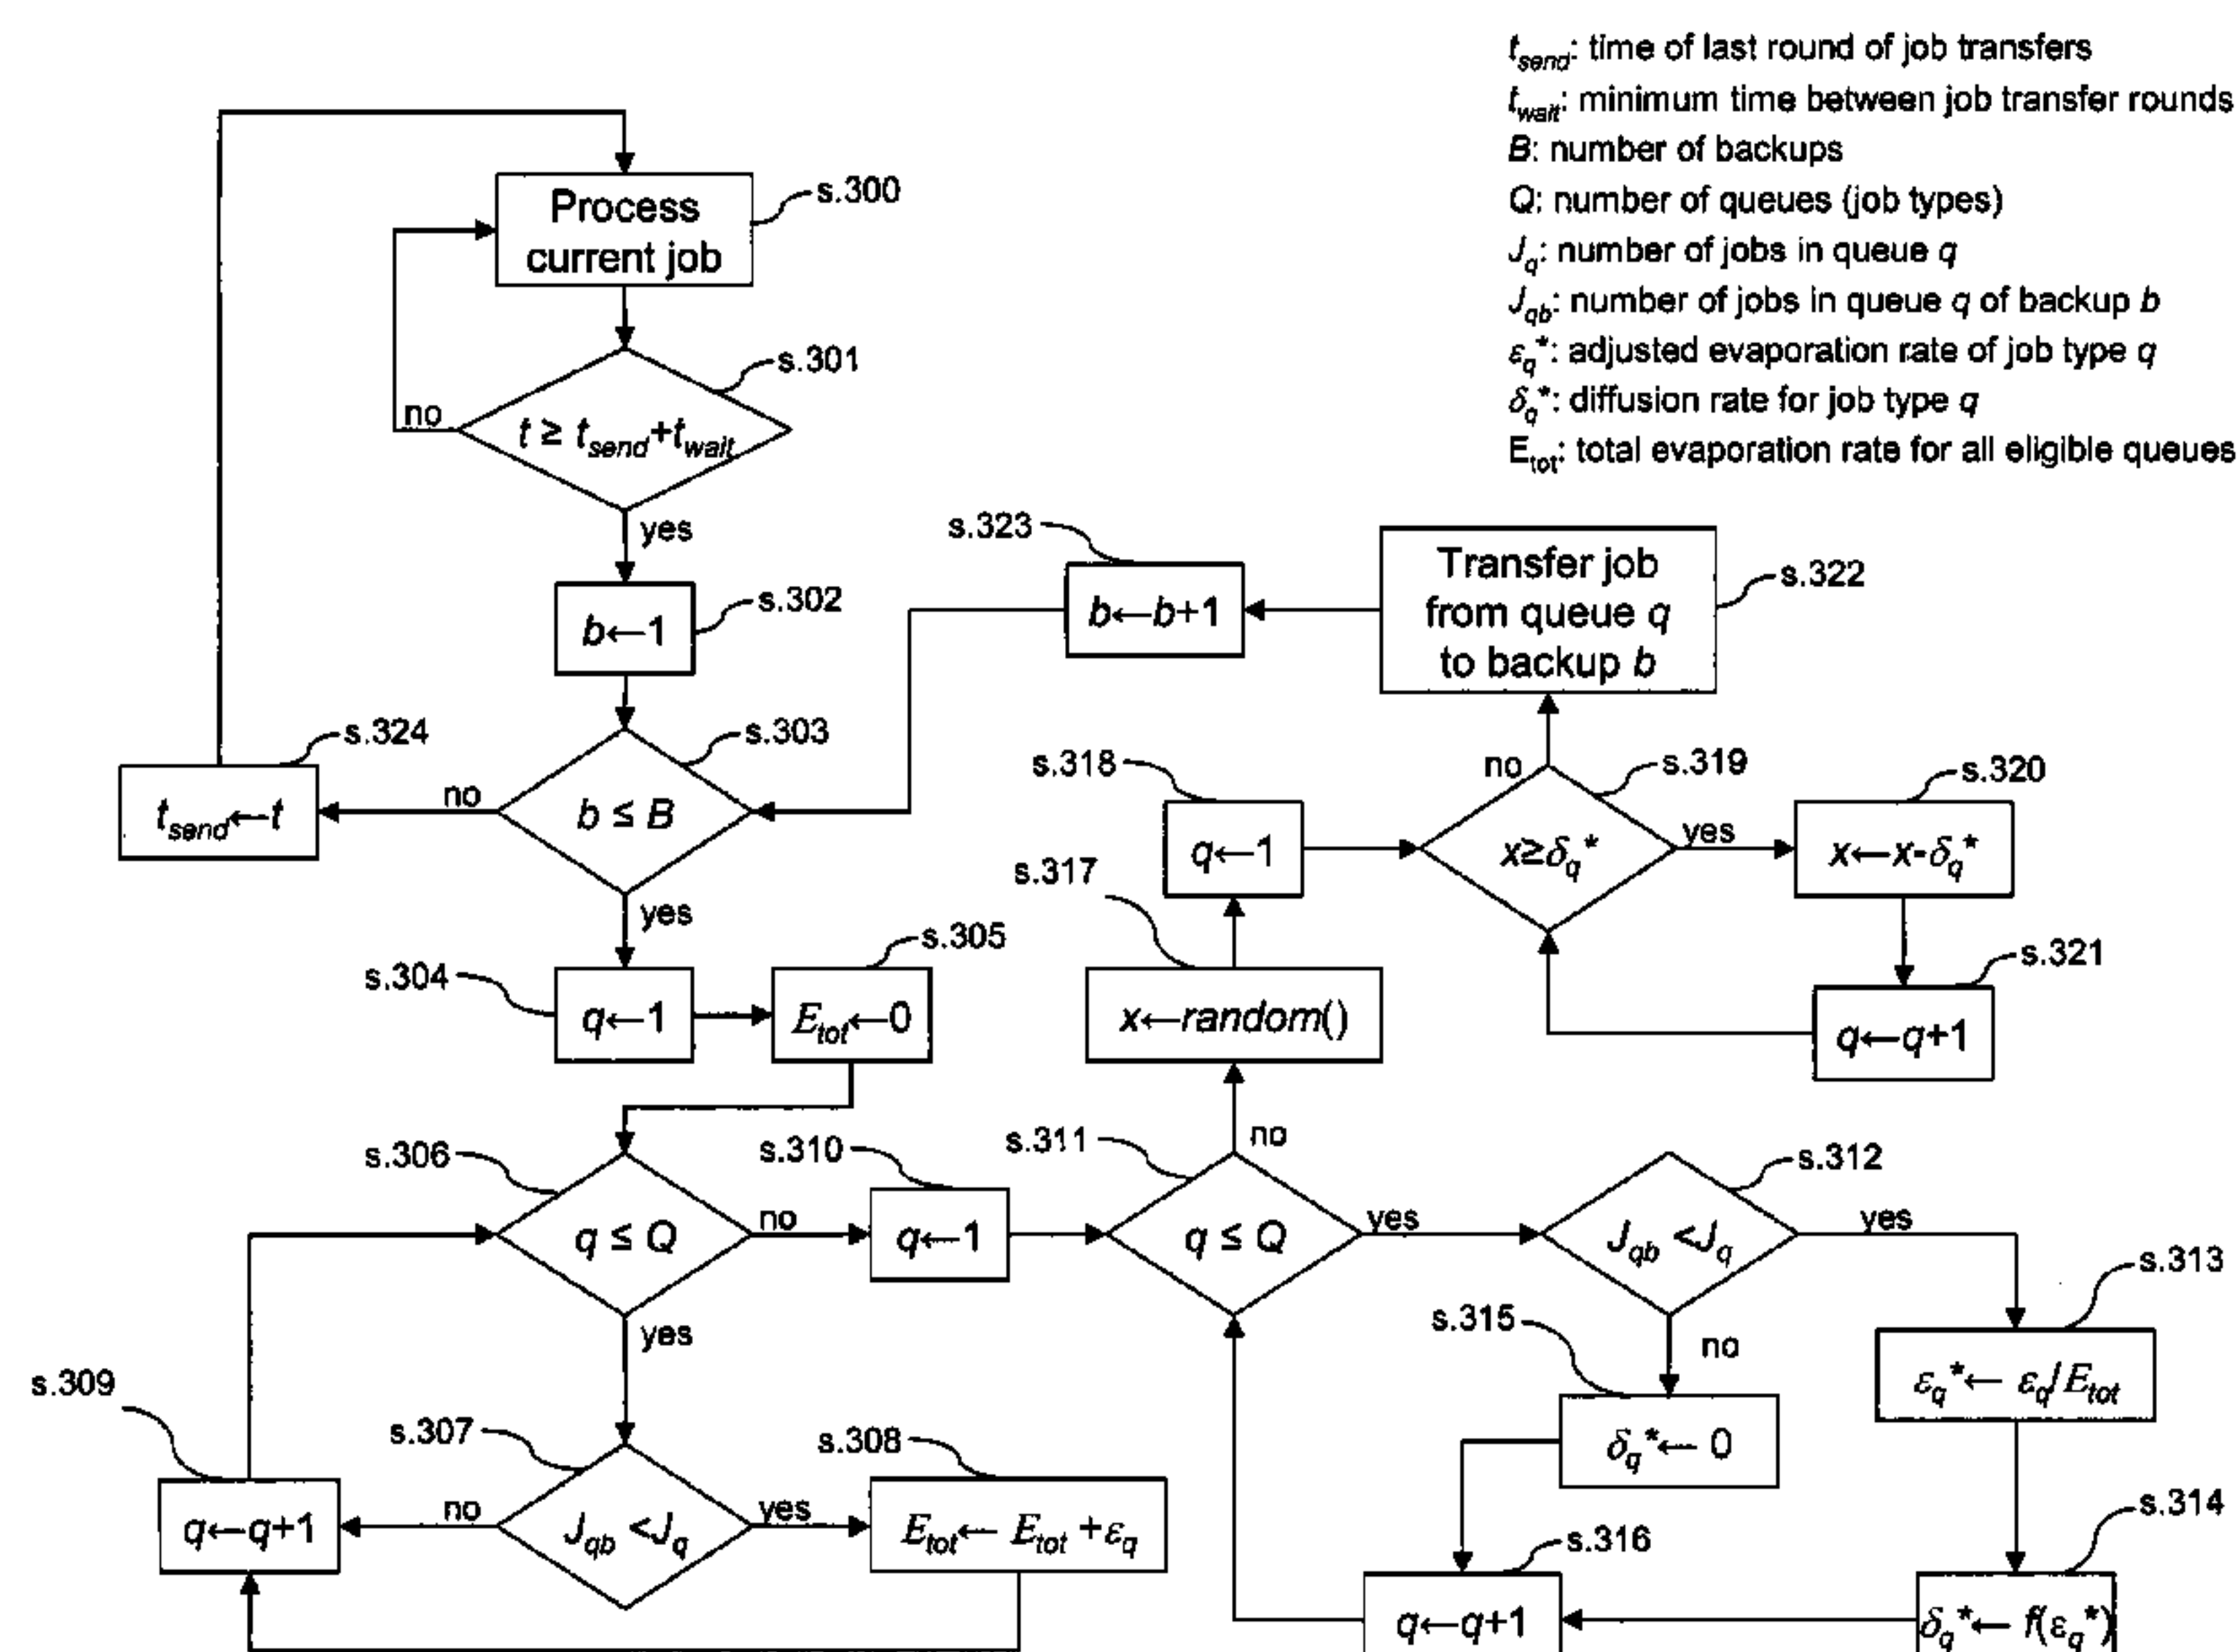 t_send: time of last round of job transfers
t_wait: minimum time between job transfer rounds
B: number of backups
Q: number of queues (job types)
J_q: number of jobs in queue q
J_qb: number of jobs in queue q of backup b
ε_q*: adjusted evaporation rate of job type q
δ_q*: diffusion rate for job type q
E_tot: total evaporation rate for all eligible queues
Process
current job
s.300
s.301
t ≥ t_send+t_wait
no
yes
b←1
s.302
s.303
b ≤ B
no
yes
s.324
t_send←t
s.304
q←1
s.305
E_tot←0
s.306
q ≤ Q
no
yes
s.307
J_qb <J_q
no
yes
s.308
E_tot← E_tot +ε_q
s.309
q←q+1
s.310
q←1
s.311
q ≤ Q
no
yes
s.312
J_qb <J_q
yes
no
s.313
ε_q*← ε_q/E_tot
s.314
δ_q*← f(ε_q*)
s.315
δ_q*← 0
s.316
q←q+1
s.317
x←random()
s.318
q←1
s.319
x≥δ_q*
no
yes
s.320
x←x-δ_q*
s.321
q←q+1
s.322
Transfer job
from queue q
to backup b
s.323
b←b+1